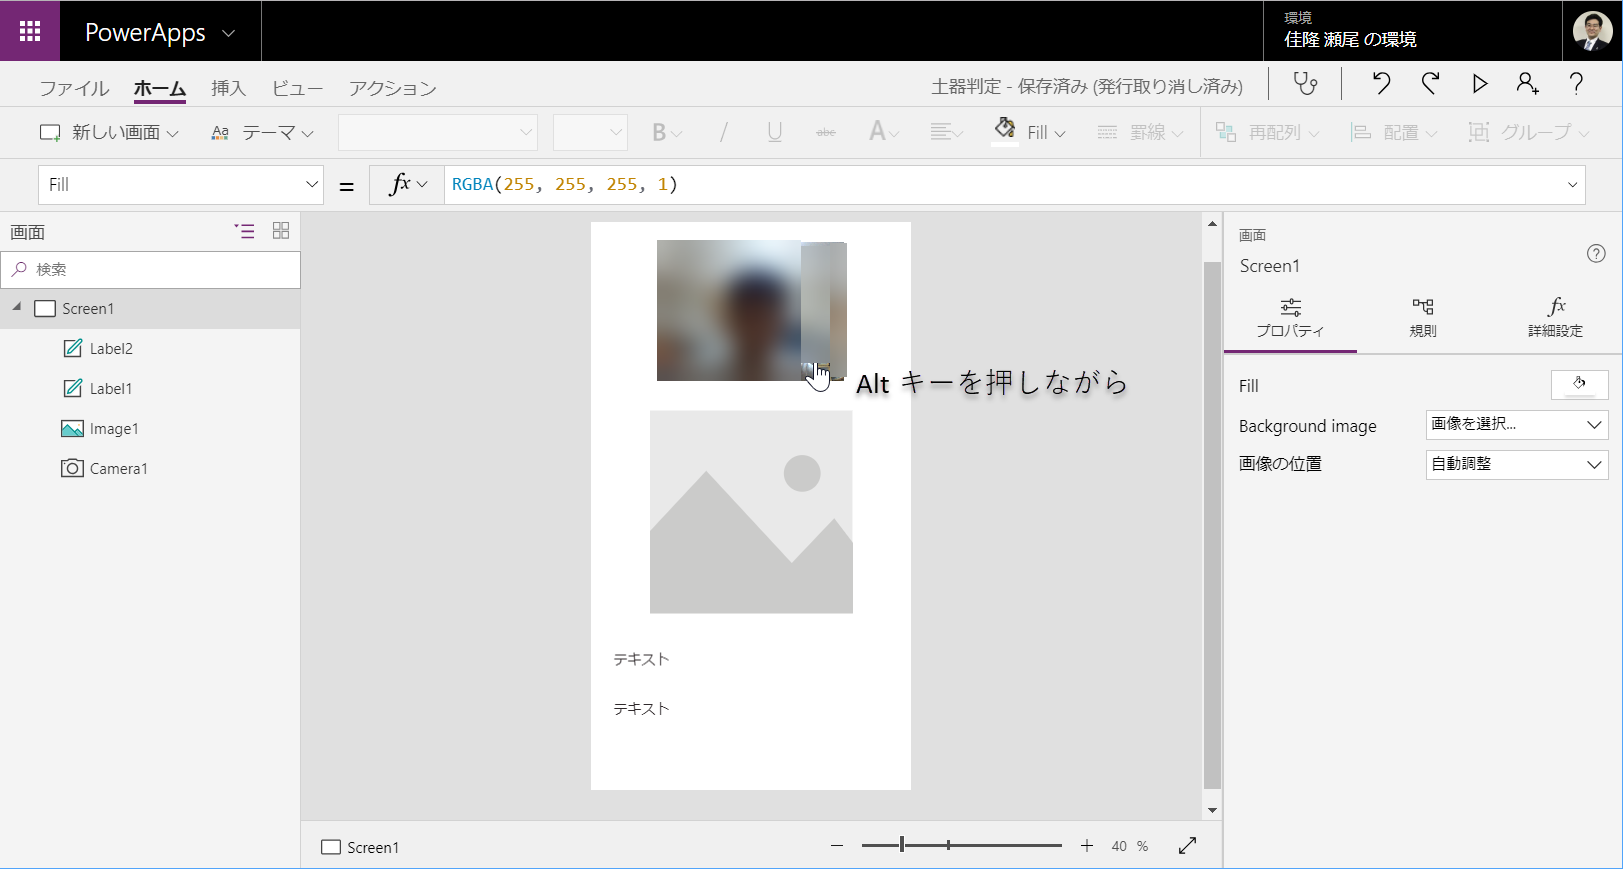 PowerApps
環境
佳隆 瀬尾 の環境
ファイル ホーム 挿入 ビュー アクション
土器判定 - 保存済み (発行取り消し済み)
新しい画面 Aa テーマ B / U abc A Fill 罫線 再配列 配置 グループ
Fill = fx RGBA(255, 255, 255, 1)
画面
検索
Screen1
Label2
Label1
Image1
Camera1
Alt キーを押しながら
テキスト
テキスト
Screen1
40 %
画面
Screen1
プロパティ 規則 fx 詳細設定
Fill
Background image 画像を選択...
画像の位置 自動調整